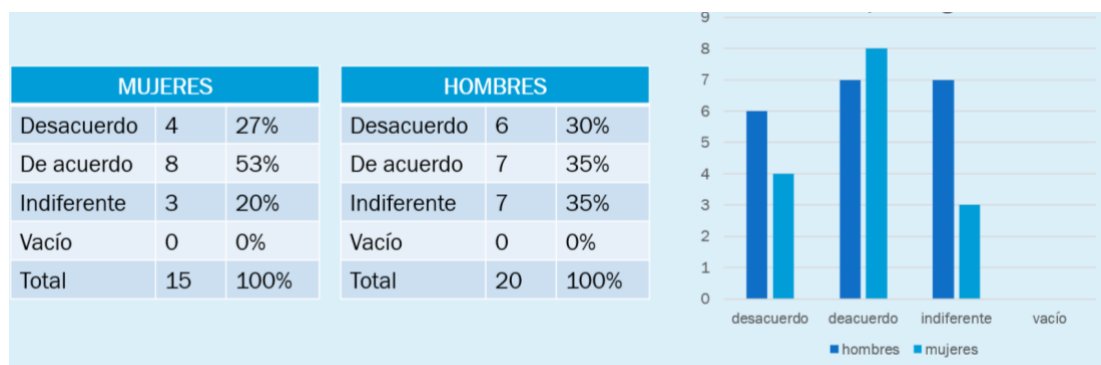 MUJERES
Desacuerdo 4 27%
De acuerdo 8 53%
Indiferente 3 20%
Vacío 0 0%
Total 15 100%
HOMBRES
Desacuerdo 6 30%
De acuerdo 7 35%
Indiferente 7 35%
Vacío 0 0%
Total 20 100%
9
8
7
6
5
4
3
2
1
0
desacuerdo deacuerdo indiferente vacío
hombres mujeres